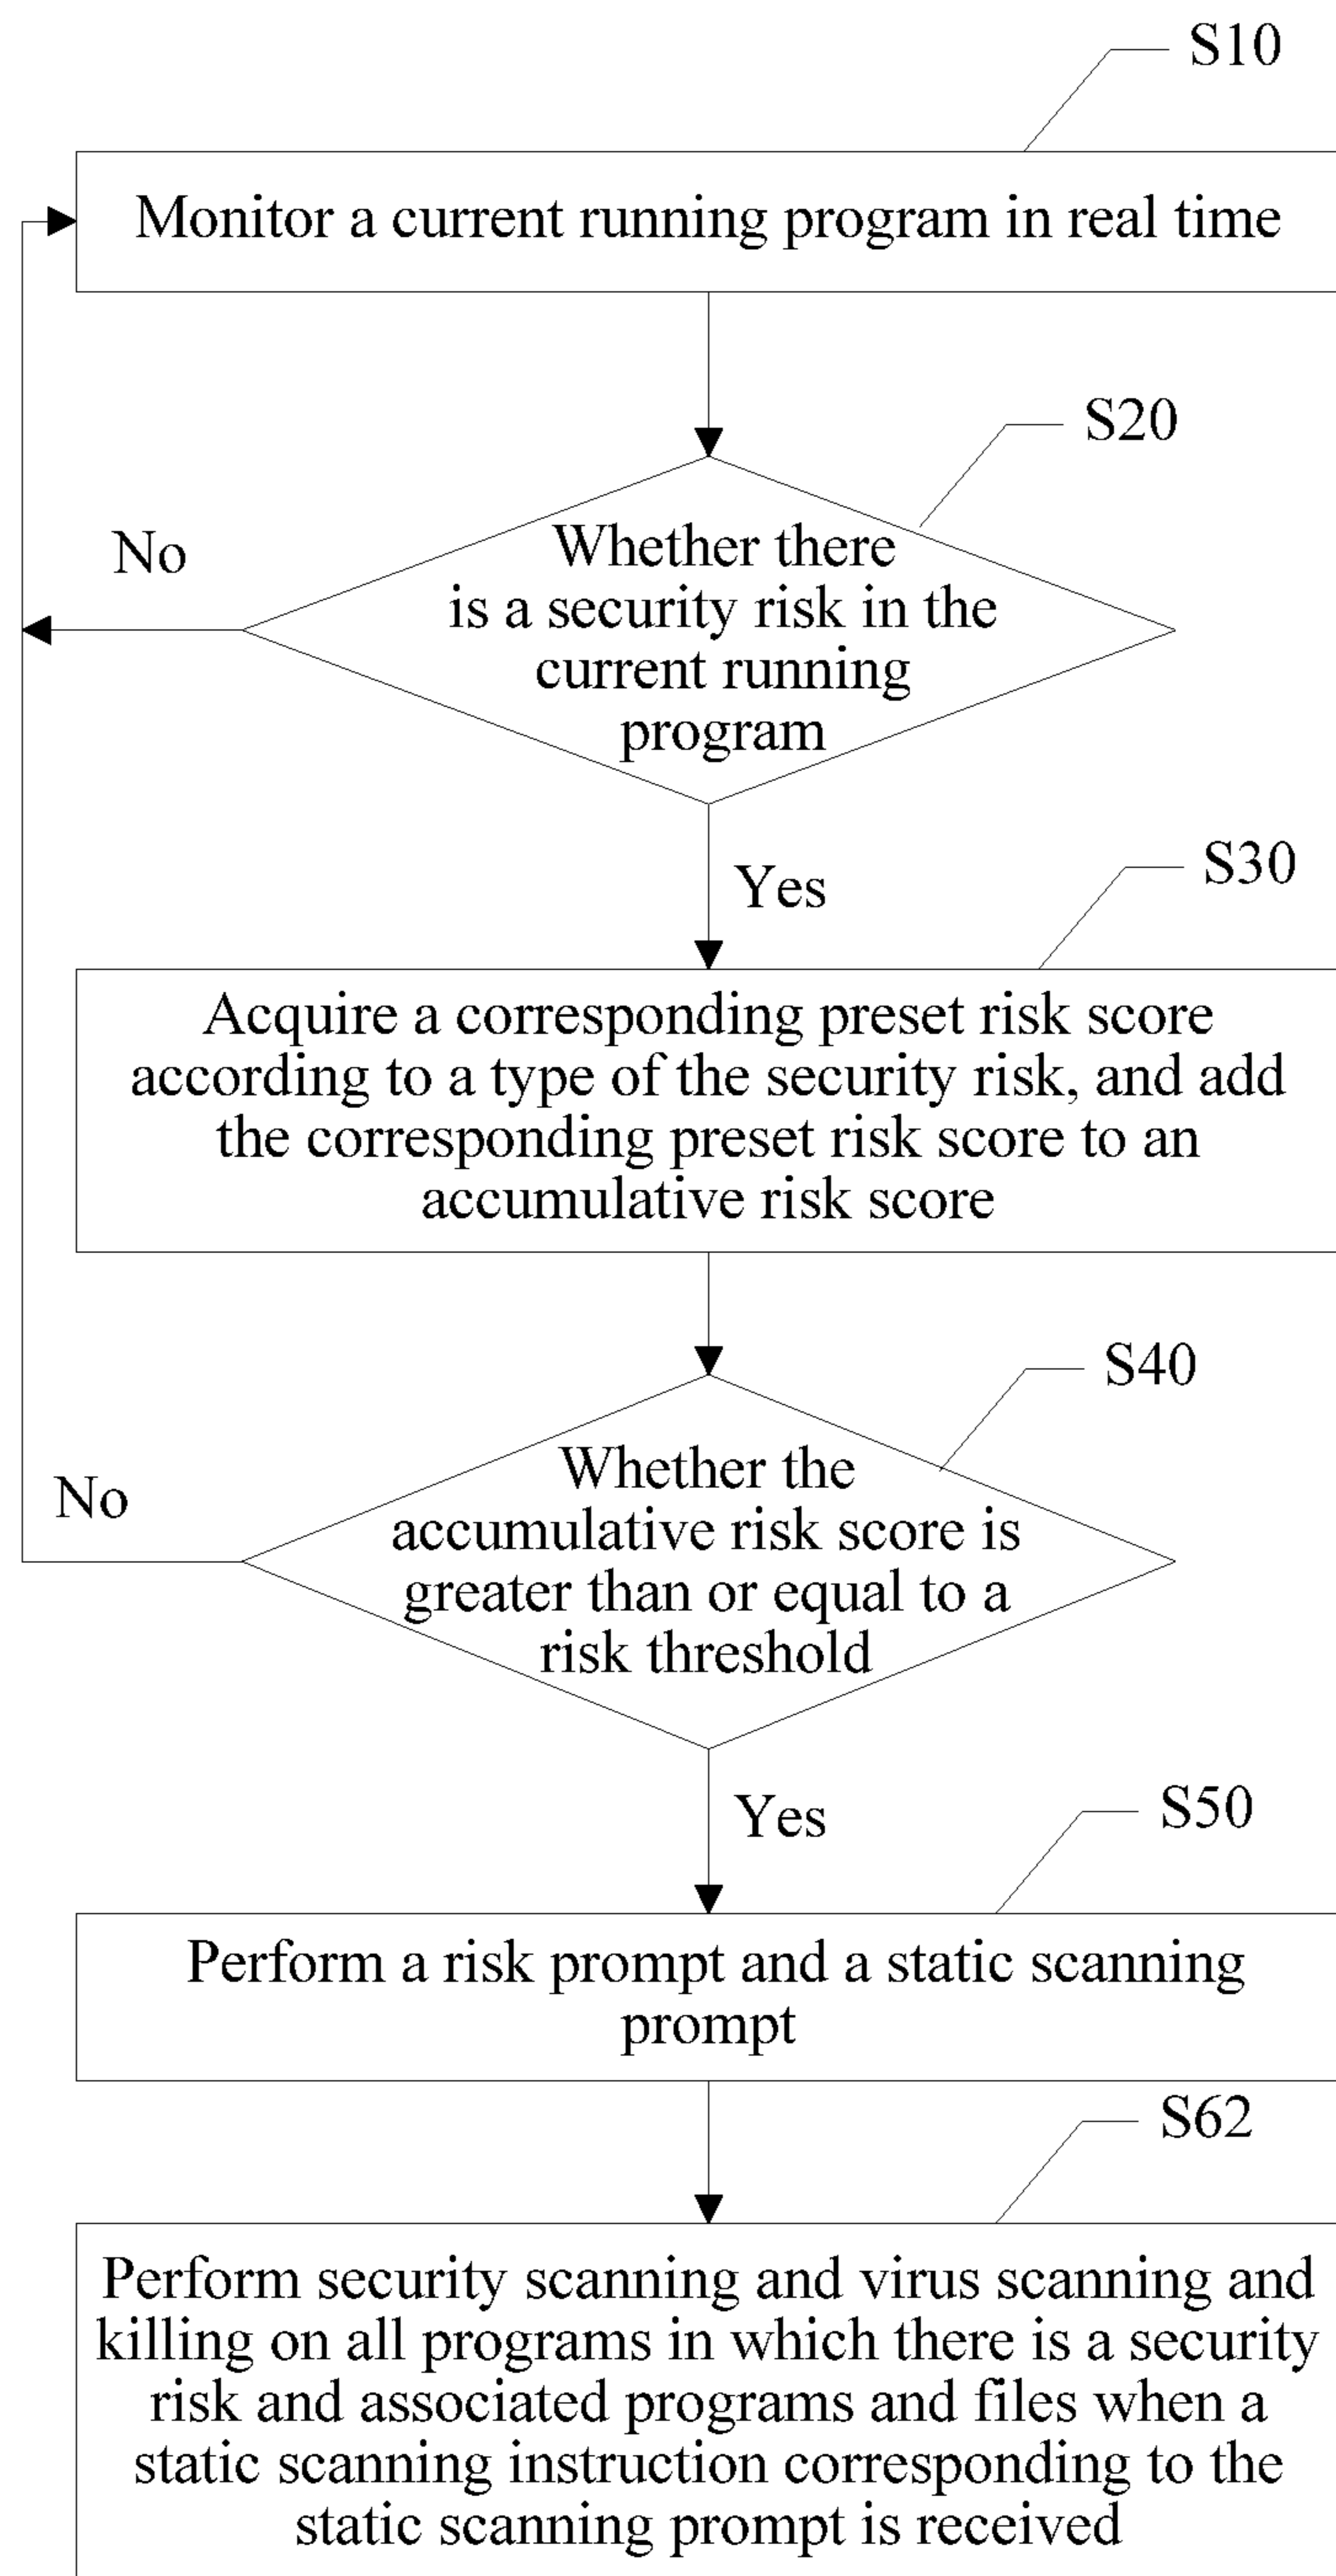 S10
Monitor a current running program in real time
S20
No
Whether there
is a security risk in the
current running
program
Yes
S30
Acquire a corresponding preset risk score
according to a type of the security risk, and add
the corresponding preset risk score to an
accumulative risk score
S40
No
Whether the
accumulative risk score is
greater than or equal to a
risk threshold
Yes
S50
Perform a risk prompt and a static scanning
prompt
S62
Perform security scanning and virus scanning and
killing on all programs in which there is a security
risk and associated programs and files when a
static scanning instruction corresponding to the
static scanning prompt is received